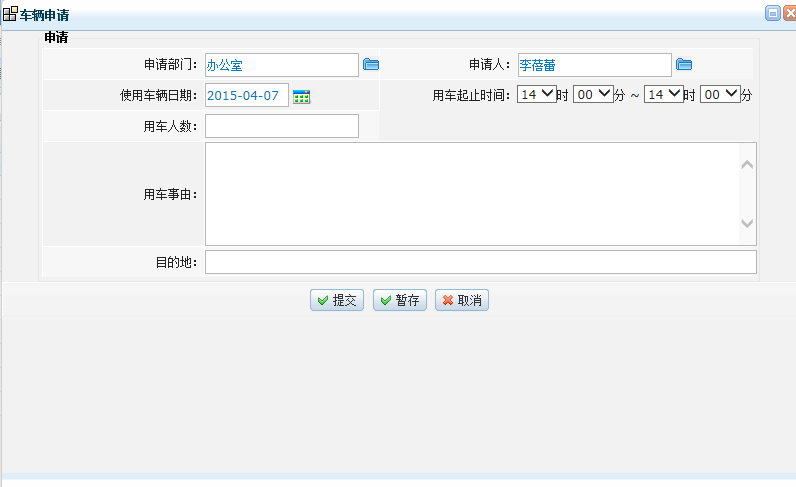 车辆申请
申请
申请部门： 办公室 申请人： 李蓓蕾
使用车辆日期： 2015-04-07 用车起止时间： 14 时 00 分 ~ 14 时 00 分
用车人数：
用车事由：
目的地：
提交 暂存 取消